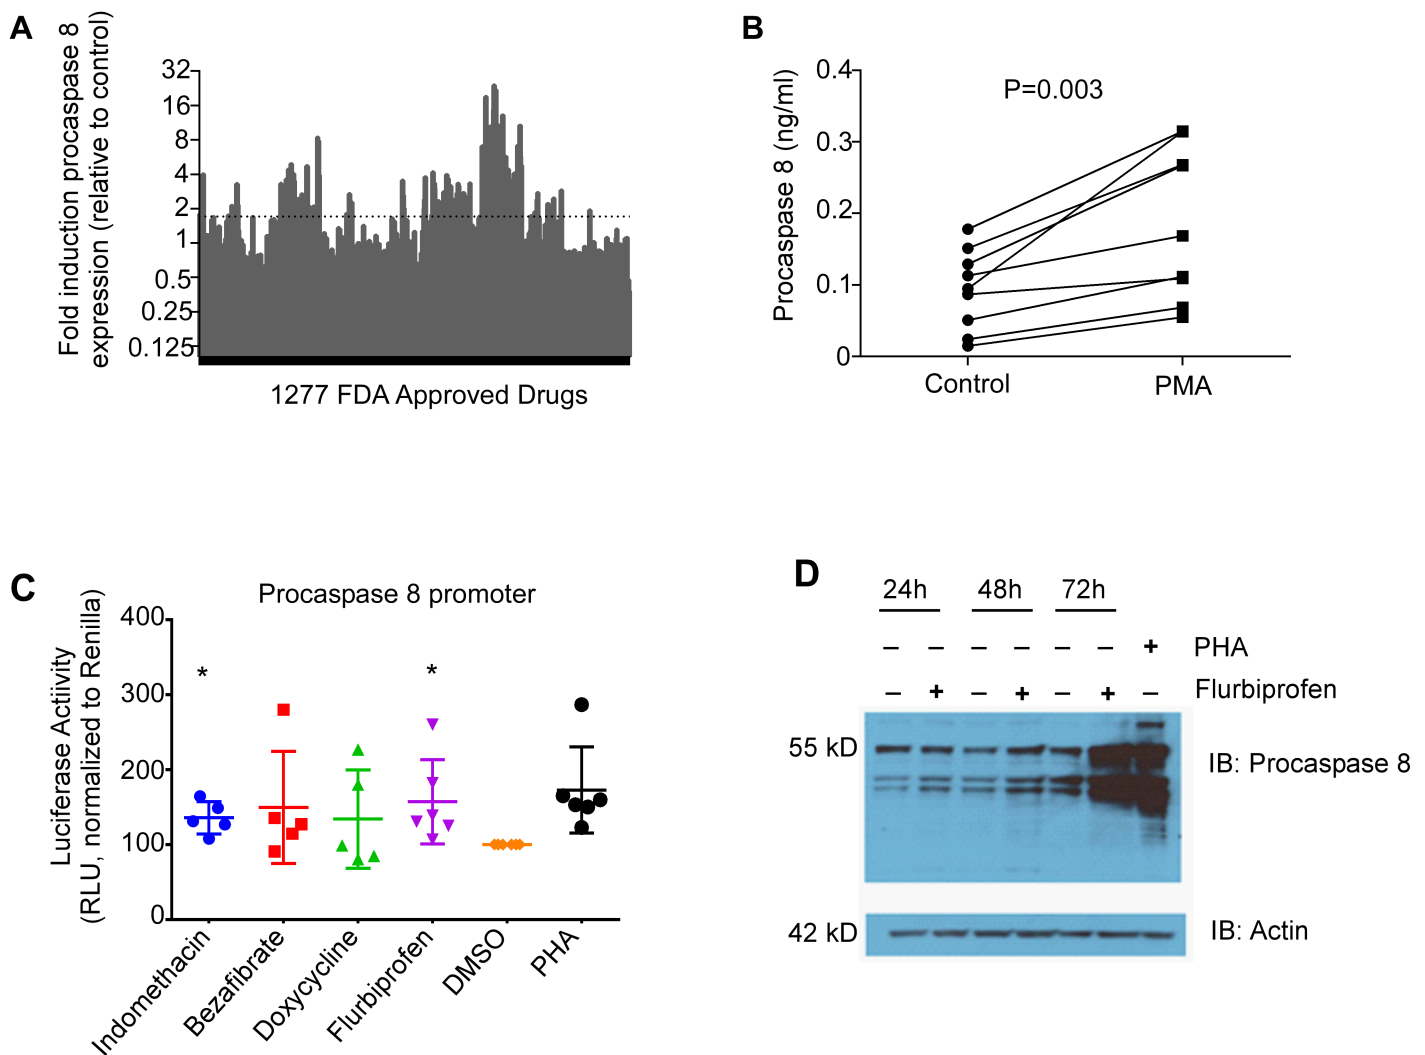 A
Fold induction procaspase 8
expression (relative to control)
32
16
8
4
2
1
0.5
0.25
0.125
1277 FDA Approved Drugs
B
Procaspase 8 (ng/ml)
0.4
0.3
0.2
0.1
0
P=0.003
Control PMA
C
Procaspase 8 promoter
Luciferase Actiivity
(RLU, normalized to Renilla)
400
300
200
100
0
* *
Indomethacin
Bezafibrate
Doxycycline
Flurbiprofen
DMSO
PHA
D
24h 48h 72h
– – – – – – + PHA
– + – + – + – Flurbiprofen
55 kD IB: Procaspase 8
42 kD IB: Actin